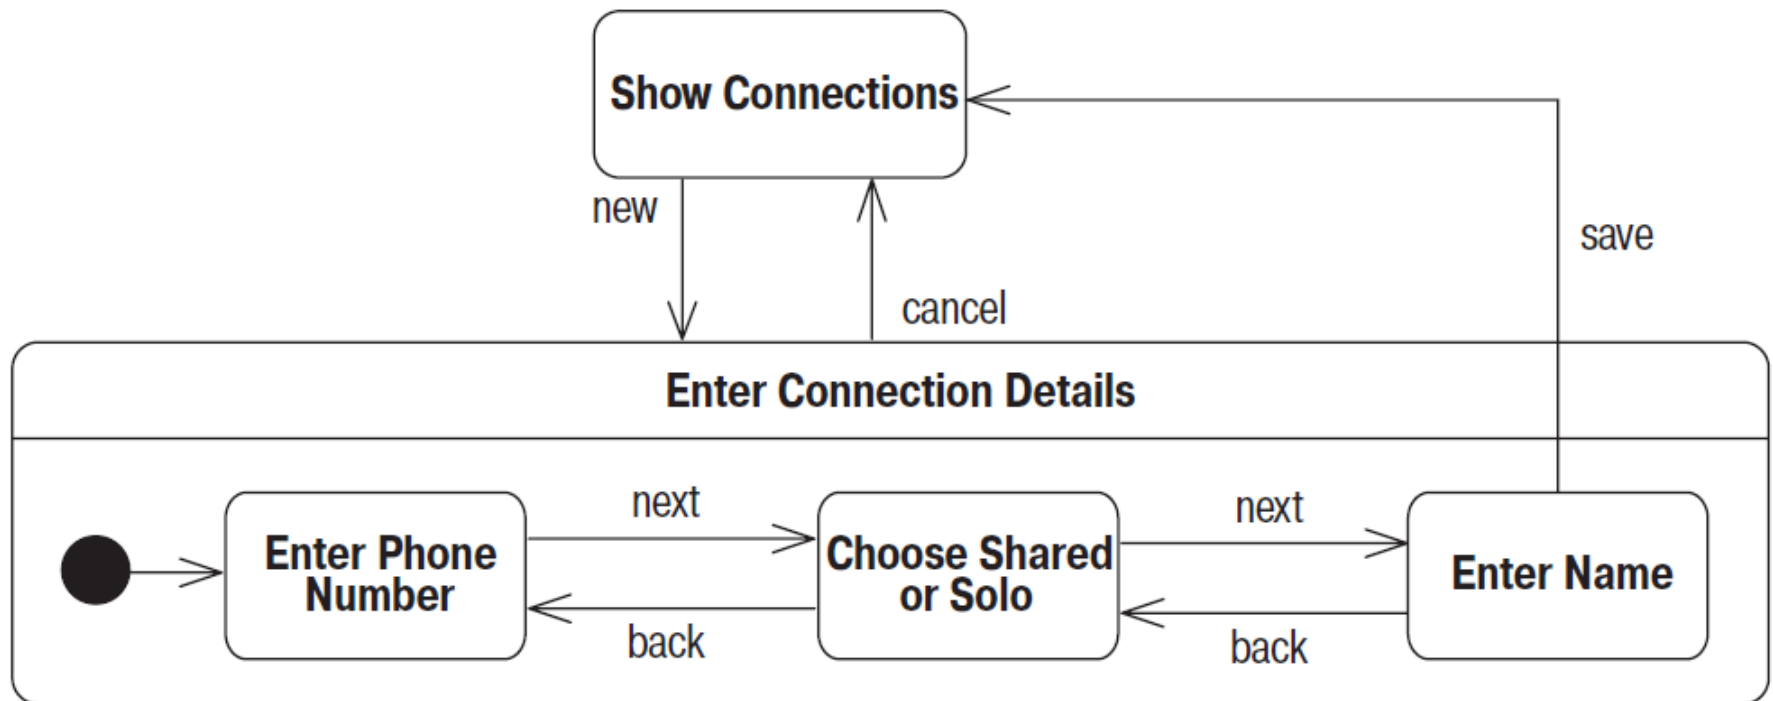 Show Connections
new
save
cancel
Enter Connection Details
next
next
Enter Phone
Number
Choose Shared
or Solo
Enter Name
back
back